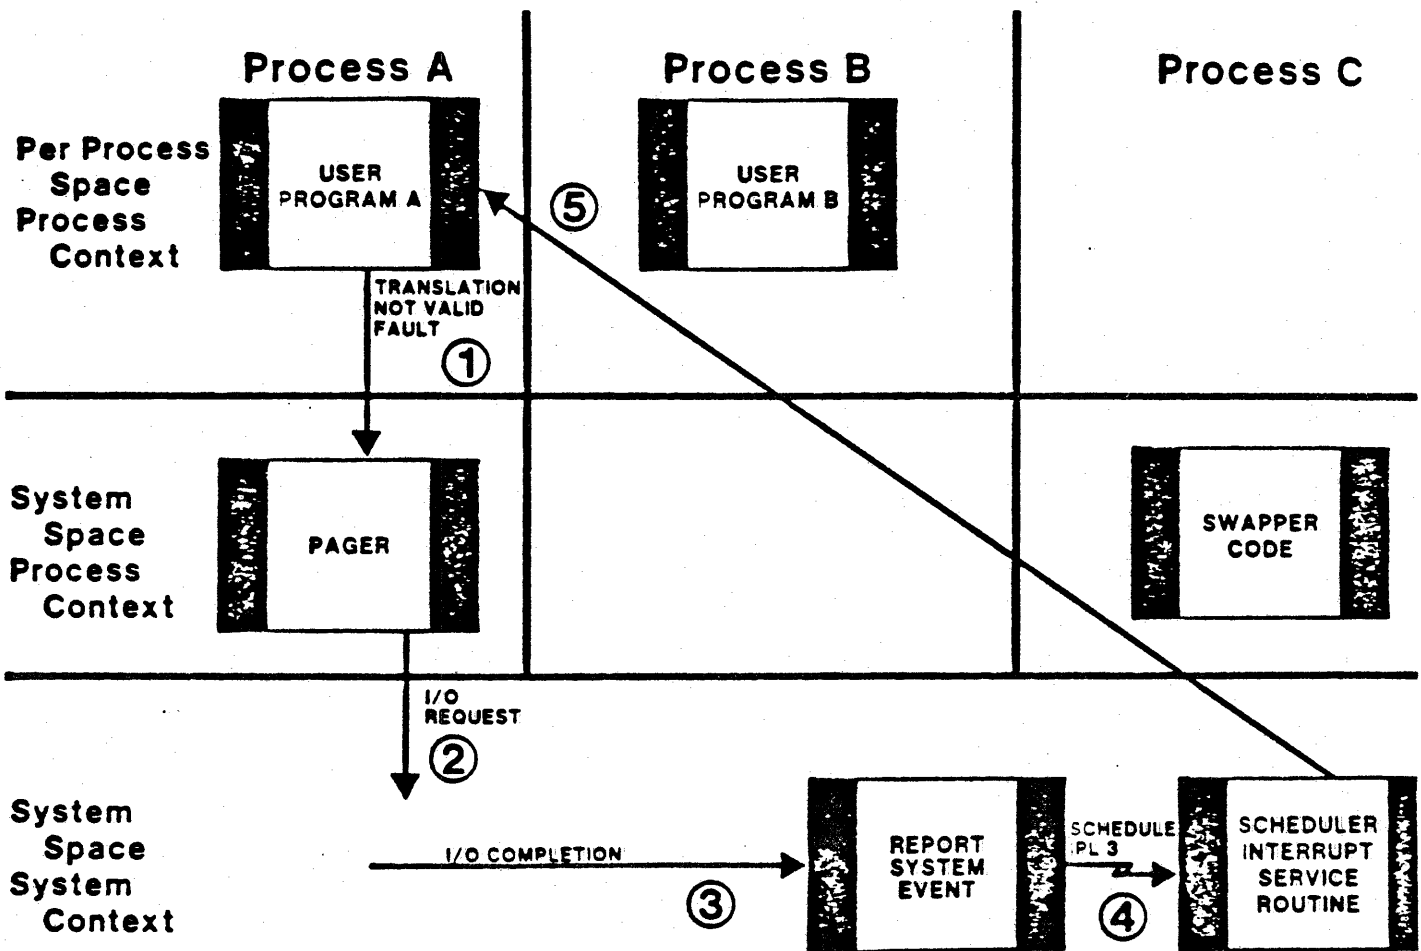 Process A
Process B
Process C
Per Process
Space
Process
Context
USER
PROGRAM A
USER
PROGRAM B
⑤
TRANSLATION
NOT VALID
FAULT
①
System
Space
Process
Context
PAGER
SWAPPER
CODE
I/O
REQUEST
②
System
Space
System
Context
I/O COMPLETION
③
REPORT
SYSTEM
EVENT
SCHEDULE
IPL 3
④
SCHEDULER
INTERRUPT
SERVICE
ROUTINE